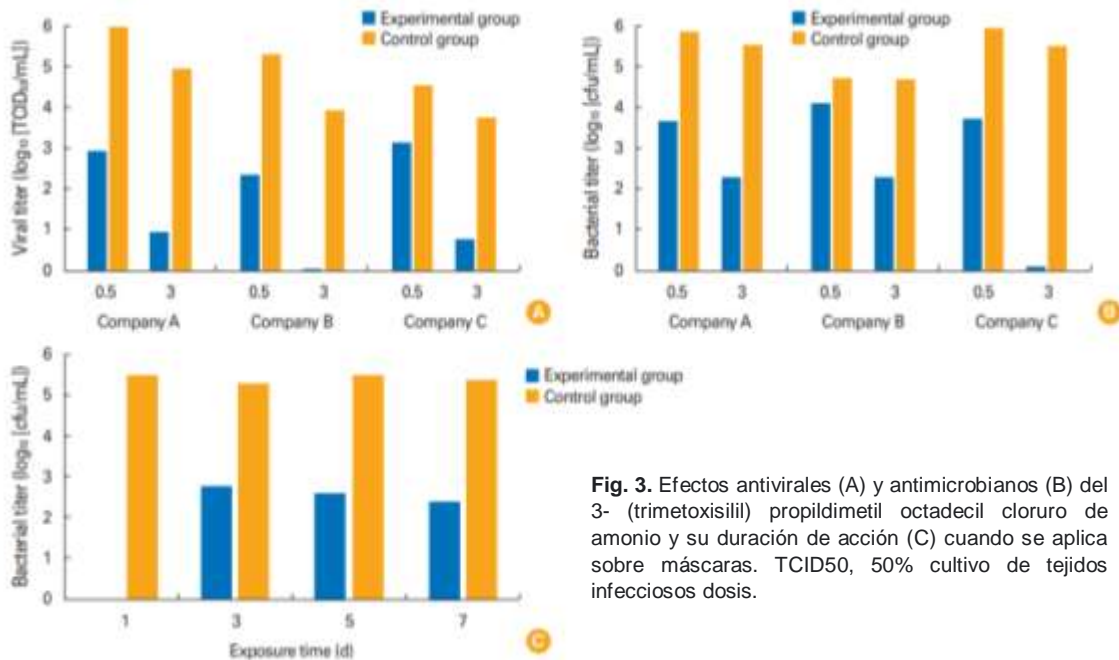 6
5
4
3
2
1
0
Viral titer (log₁₀ [TCID₅₀/mL])
Experimental group
Control group
0.5 3 0.5 3 0.5 3
Company A Company B Company C
A
6
5
4
3
2
1
0
Bacterial titer (log₁₀ [cfu/mL])
Experimental group
Control group
0.5 3 0.5 3 0.5 3
Company A Company B Company C
B
6
5
4
3
2
1
0
Bacterial titer (log₁₀ [cfu/mL])
Experimental group
Control group
1 3 5 7
Exposure time (d)
C
Fig. 3. Efectos antivirales (A) y antimicrobianos (B) del
3- (trimetoxisilil) propildimetil octadecil cloruro de
amonio y su duración de acción (C) cuando se aplica
sobre máscaras. TCID50, 50% cultivo de tejidos
infecciosos dosis.